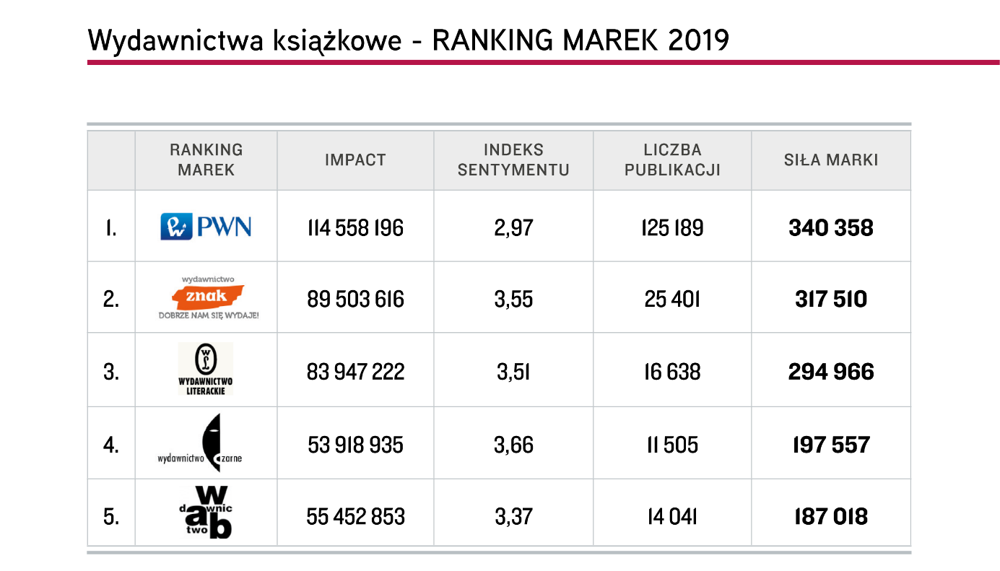 Wydawnictwa książkowe - RANKING MAREK 2019
RANKING
MAREK
IMPACT
INDEKS
SENTYMENTU
LICZBA
PUBLIKACJI
SIŁA MARKI
1.
PWN
114 558 196
2,97
125 189
340 358
2.
wydawnictwo
znak
DOBRZE NAM SIĘ WYDAJE!
89 503 616
3,55
25 401
317 510
3.
WYDAWNICTWO
LITERACKIE
83 947 222
3,51
16 638
294 966
4.
wydawnictwo czarne
53 918 935
3,66
11 505
197 557
5.
W
dawnic
two b
55 452 853
3,37
14 041
187 018